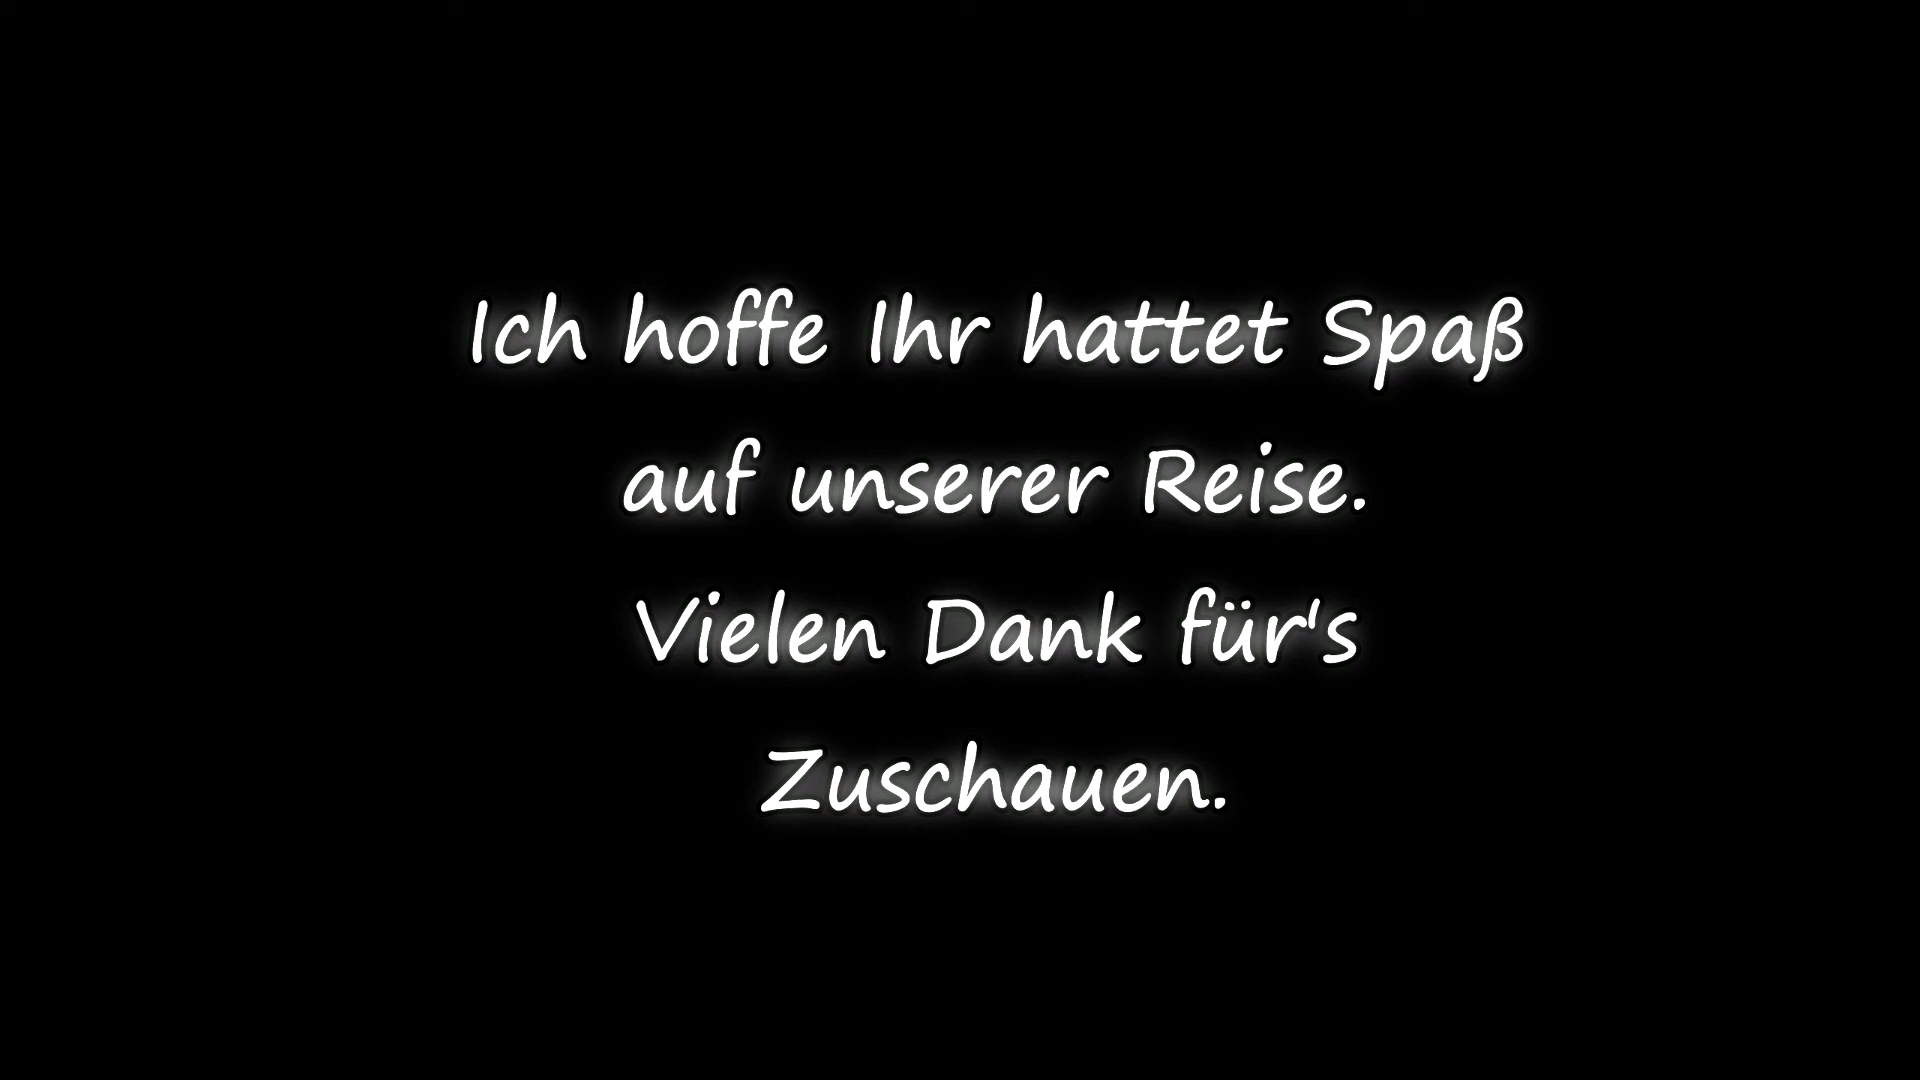 Ich hoffe Ihr hattet Spaß
auf unserer Reise.
Vielen Dank für's
Zuschauen.